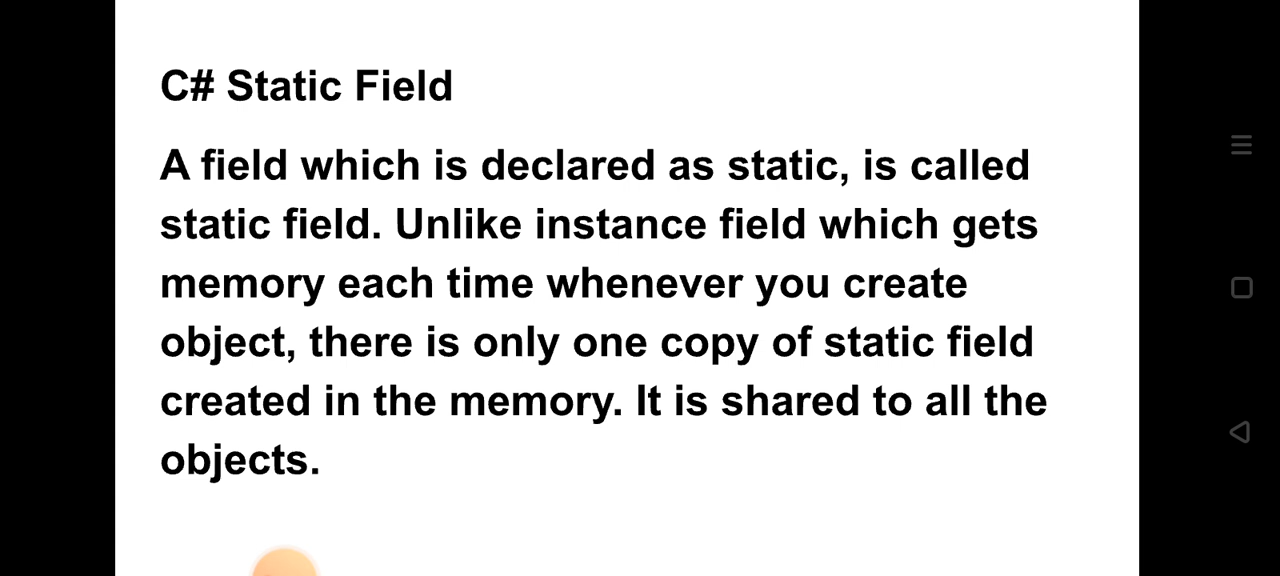 C# Static Field
A field which is declared as static, is called
static field. Unlike instance field which gets
memory each time whenever you create
object, there is only one copy of static field
created in the memory. It is shared to all the
objects.